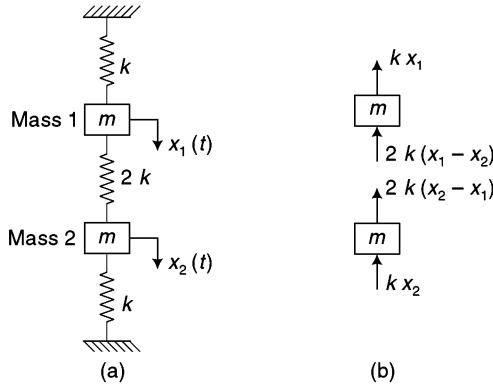 k
Mass 1
m
x₁ (t)
2 k
Mass 2
m
x₂ (t)
k
(a)
k x₁
m
2 k (x₁ − x₂)
2 k (x₂ − x₁)
m
k x₂
(b)